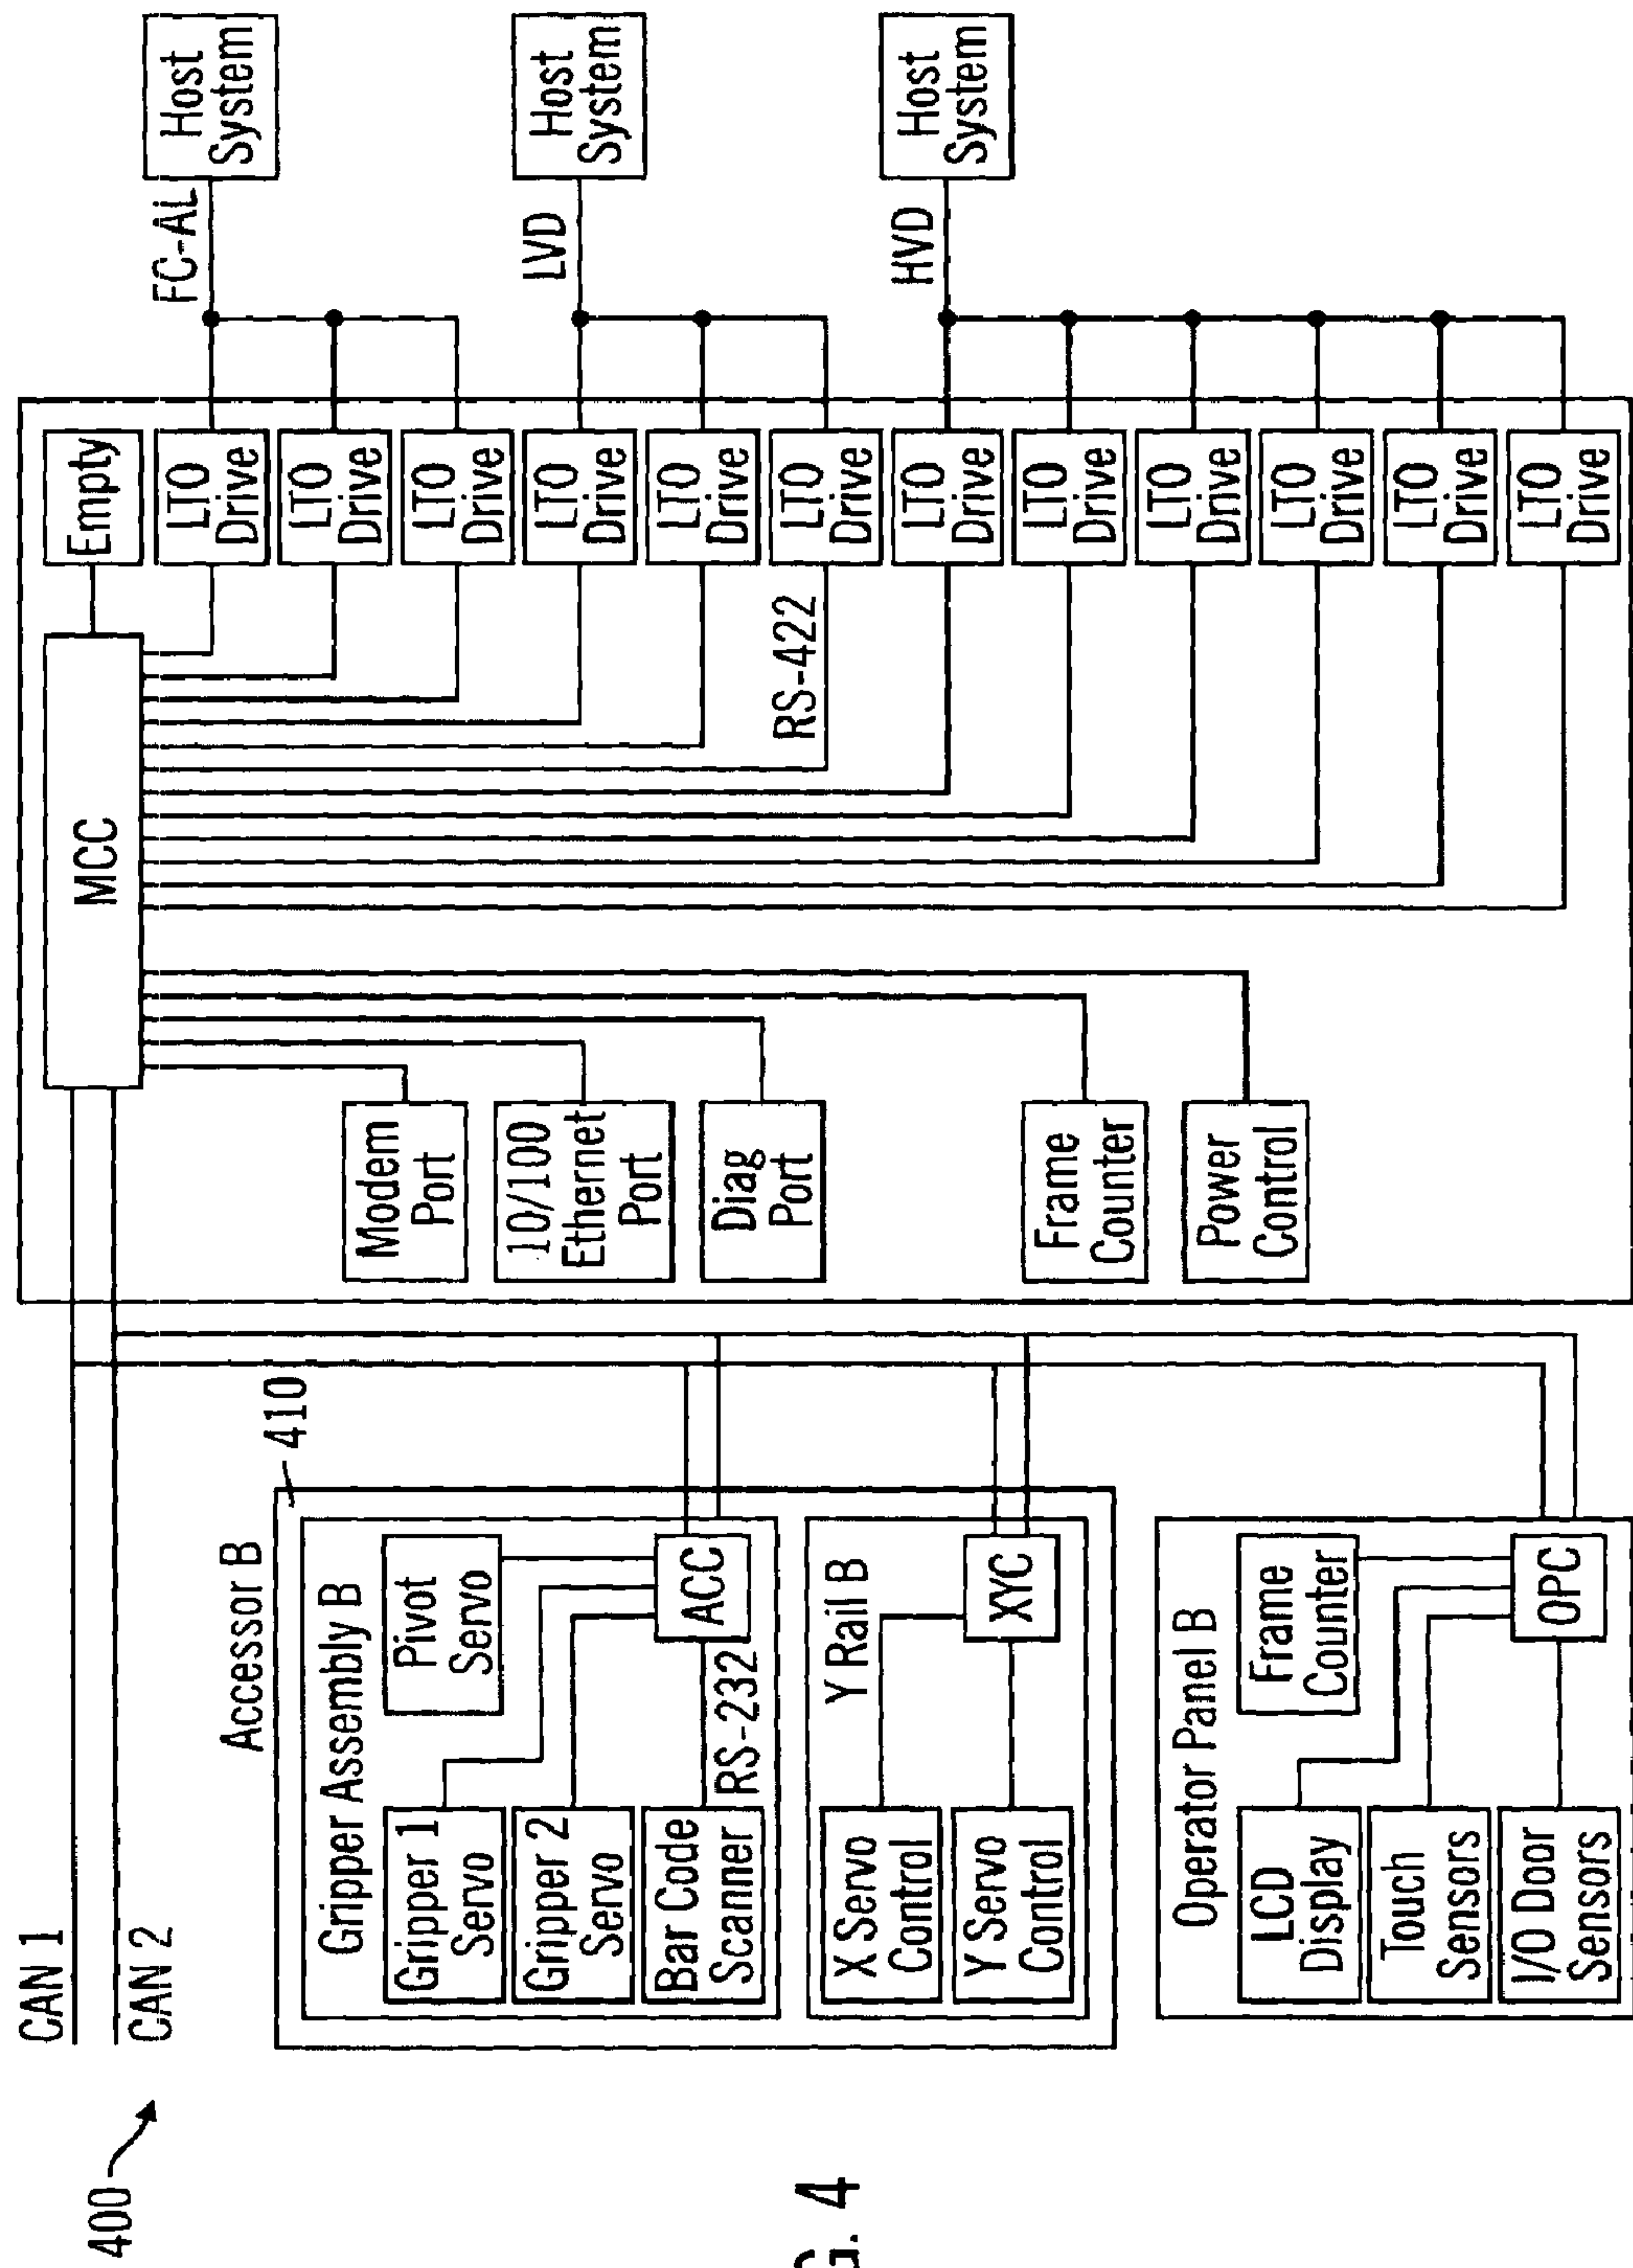 400
CAN 1
CAN 2
Accessor B
410
Gripper Assembly B
Gripper 1
Servo
Pivot
Servo
Gripper 2
Servo
Bar Code
Scanner
RS-232
ACC
Y Rail B
X Servo
Control
Y Servo
Control
XYC
Operator Panel B
LCD
Display
Frame
Counter
Touch
Sensors
I/O Door
Sensors
OPC
MCC
Empty
Modem
Port
10/100
Ethernet
Port
Diag
Port
Frame
Counter
Power
Control
RS-422
LTO
Drive
LTO
Drive
LTO
Drive
LTO
Drive
LTO
Drive
LTO
Drive
LTO
Drive
LTO
Drive
LTO
Drive
LTO
Drive
LTO
Drive
LTO
Drive
FC-AL
Host
System
LVD
Host
System
HVD
Host
System
G. 4